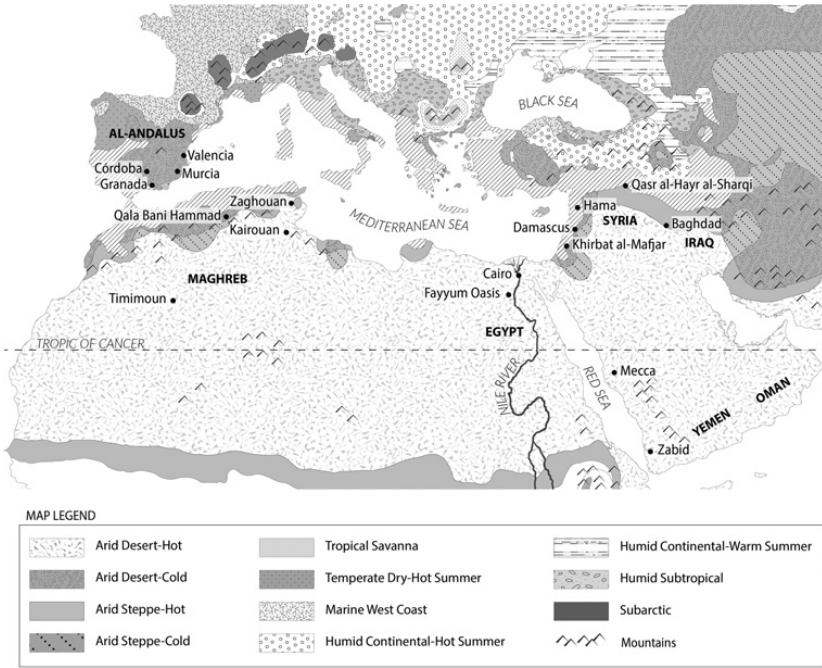 BLACK SEA
AL-ANDALUS
Valencia
Córdoba
Murcia
Granada
Qasr al-Hayr al-Sharqi
Zaghouan
Hama
Qala Bani Hammad
SYRIA
MEDITERRANEAN SEA
Damascus
Baghdad
Kairouan
IRAQ
Khirbat al-Mafjar
Cairo
MAGHREB
Fayyum Oasis
Timimoun
EGYPT
TROPIC OF CANCER
NILE RIVER
RED SEA
Mecca
OMAN
YEMEN
Zabid
MAP LEGEND
Arid Desert-Hot
Arid Desert-Cold
Arid Steppe-Hot
Arid Steppe-Cold
Tropical Savanna
Temperate Dry-Hot Summer
Marine West Coast
Humid Continental-Hot Summer
Humid Continental-Warm Summer
Humid Subtropical
Subarctic
Mountains